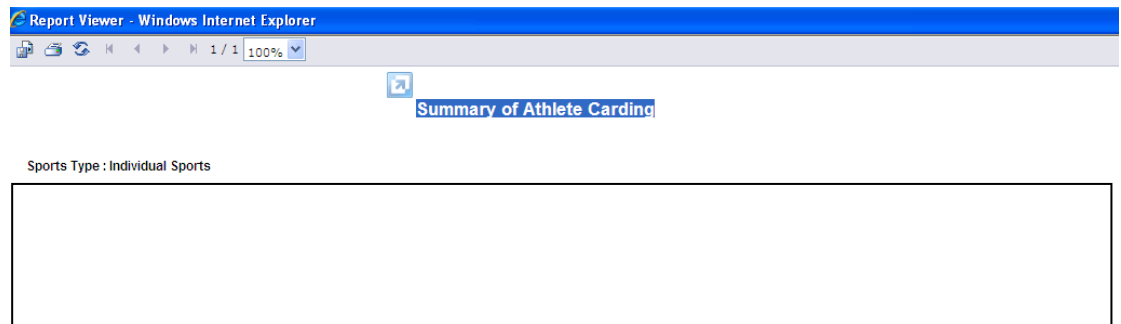 Report Viewer - Windows Internet Explorer
1 / 1 100%
Summary of Athlete Carding
Sports Type : Individual Sports